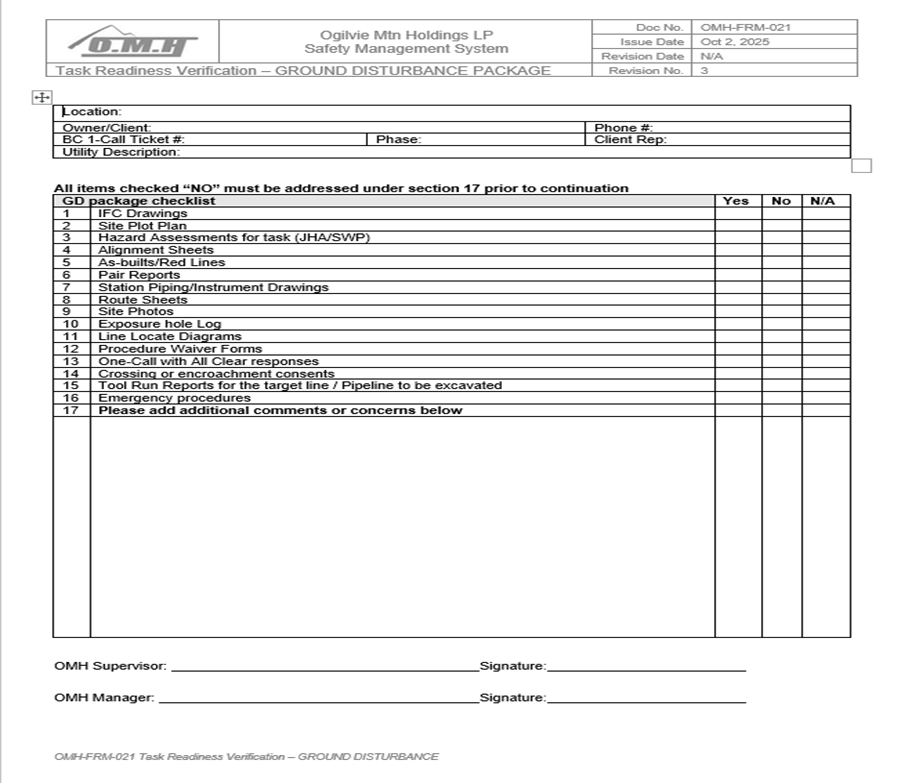 O.M.H
Ogilvie Mtn Holdings LP
Safety Management System
Doc No. OMH-FRM-021
Issue Date Oct 2, 2025
Revision Date N/A
Task Readiness Verification – GROUND DISTURBANCE PACKAGE Revision No. 3
Location:
Owner/Client: Phone #:
BC 1-Call Ticket #: Phase: Client Rep:
Utility Description:
All items checked “NO” must be addressed under section 17 prior to continuation
GD package checklist Yes No N/A
1 IFC Drawings
2 Site Plot Plan
3 Hazard Assessments for task (JHA/SWP)
4 Alignment Sheets
5 As-builts/Red Lines
6 Pair Reports
7 Station Piping/Instrument Drawings
8 Route Sheets
9 Site Photos
10 Exposure hole Log
11 Line Locate Diagrams
12 Procedure Waiver Forms
13 One-Call with All Clear responses
14 Crossing or encroachment consents
15 Tool Run Reports for the target line / Pipeline to be excavated
16 Emergency procedures
17 Please add additional comments or concerns below
OMH Supervisor: Signature:
OMH Manager: Signature:
OMH-FRM-021 Task Readiness Verification – GROUND DISTURBANCE